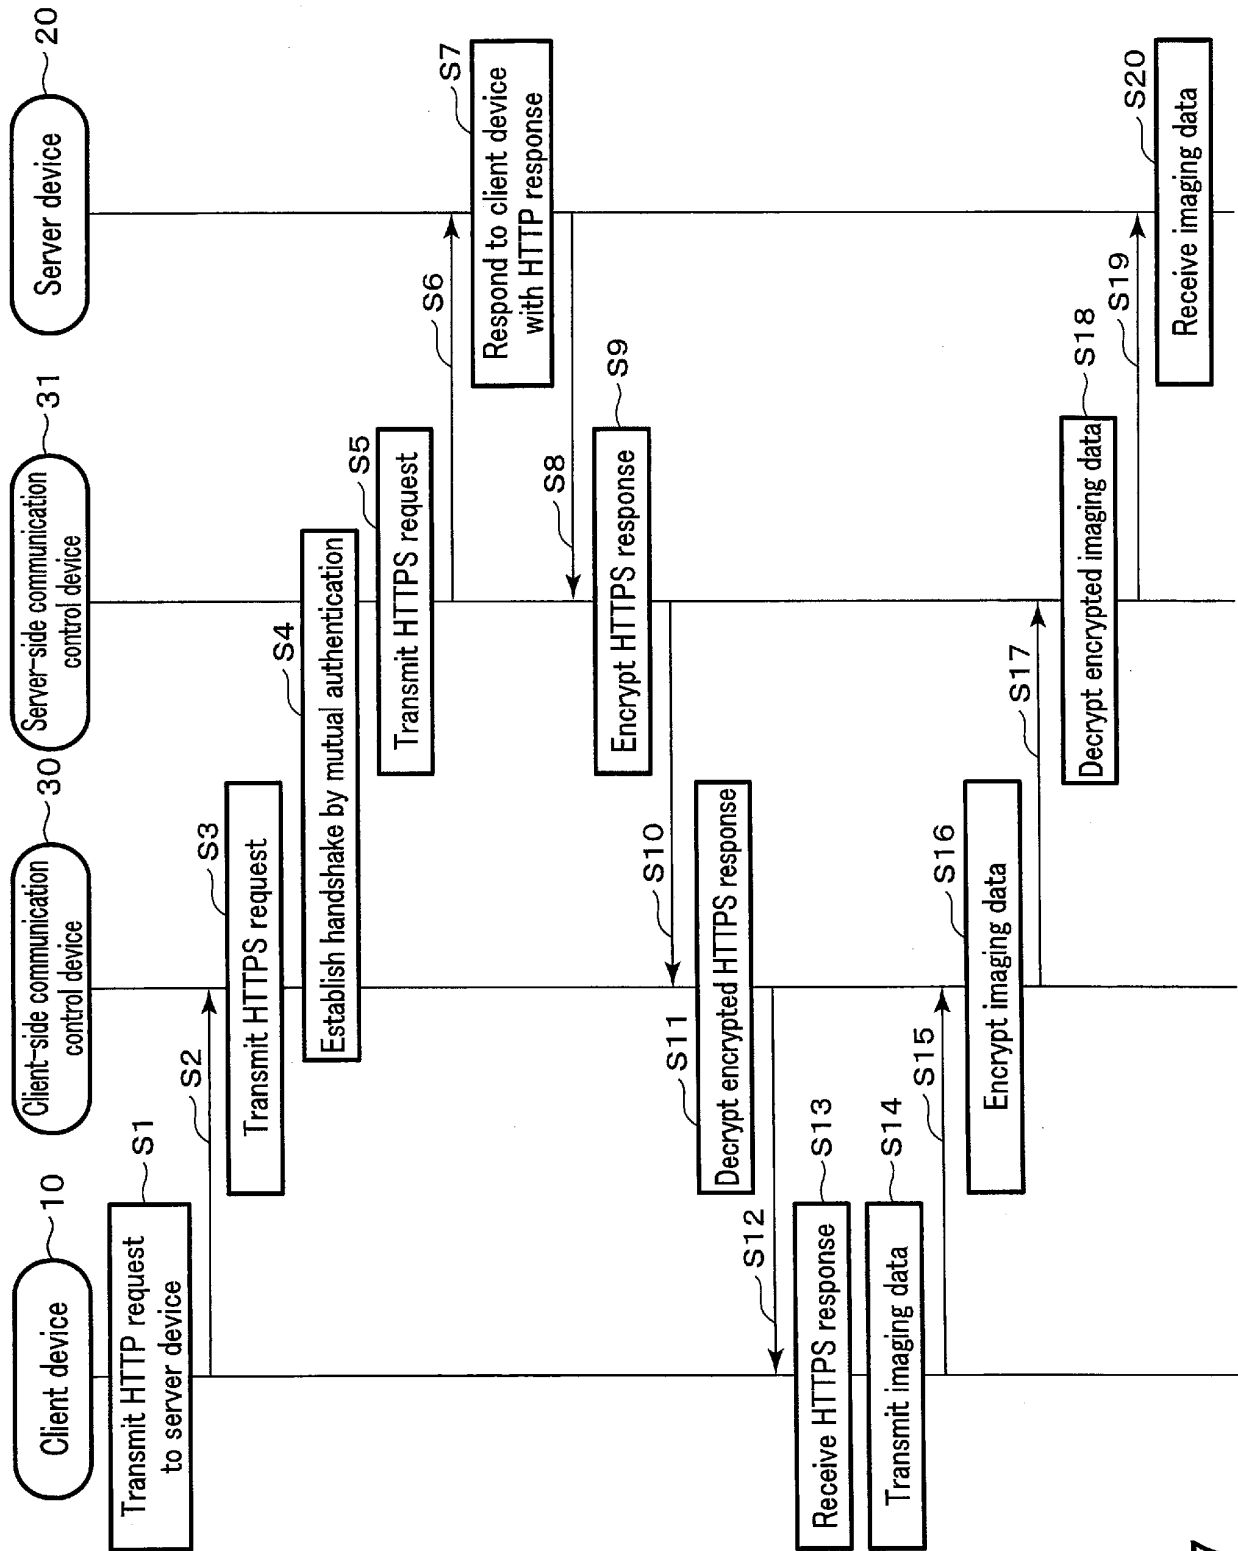 Client device
10
Client-side communication
control device
30
Server-side communication
control device
31
Server device
20
Transmit HTTP request
to server device
S1
S2
Transmit HTTPS request
S3
Establish handshake by mutual authentication
S4
Transmit HTTPS request
S5
S6
Respond to client device
with HTTP response
S7
S8
Encrypt HTTPS response
S9
S10
Decrypt encrypted HTTPS response
S11
S12
Receive HTTPS response
S13
Transmit imaging data
S14
S15
Encrypt imaging data
S16
S17
Decrypt encrypted imaging data
S18
S19
Receive imaging data
S20
7